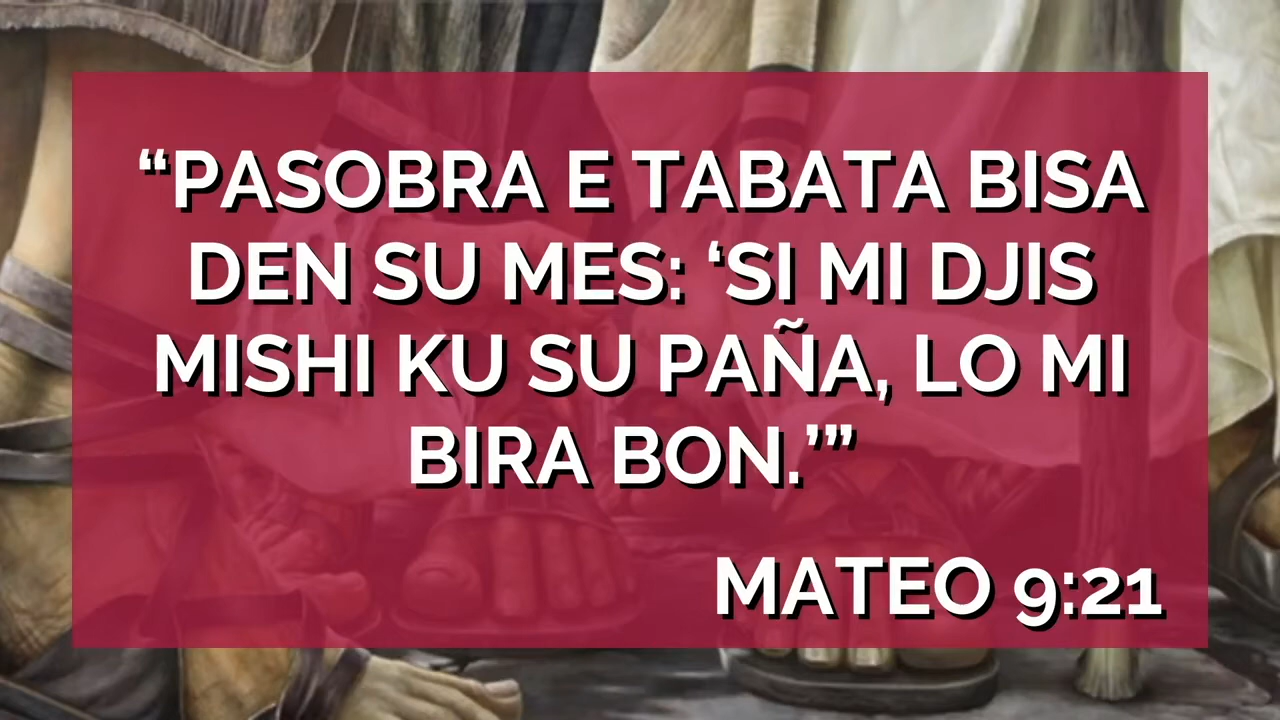 “PASOBRA E TABATA BISA
DEN SU MES: ‘SI MI DJIS
MISHI KU SU PAÑA, LO MI
BIRA BON.’”
MATEO 9:21